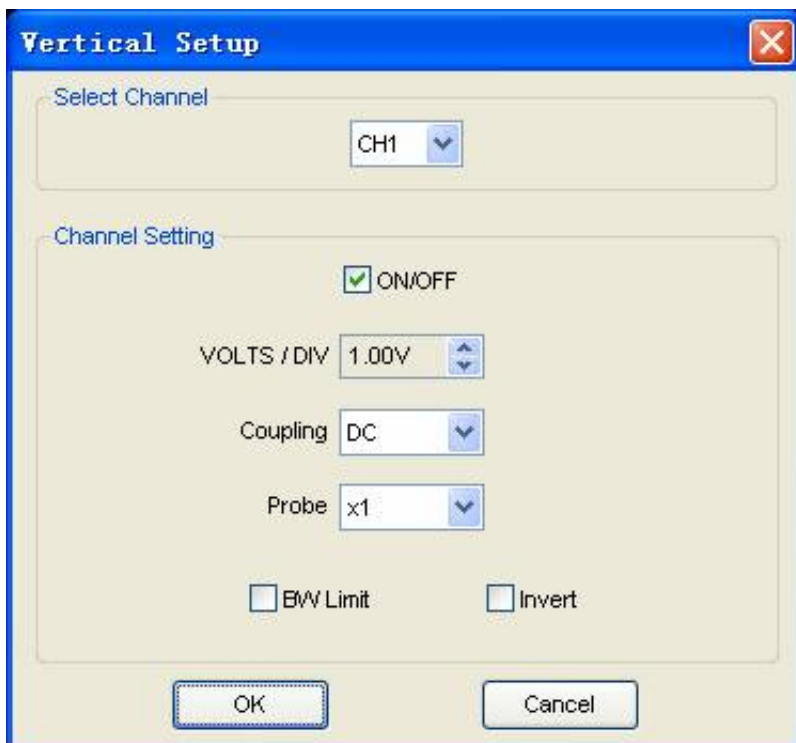 Vertical Setup
Select Channel
CH1
Channel Setting
ON/OFF
VOLTS / DIV 1.00V
Coupling DC
Probe x1
BW Limit Invert
OK Cancel